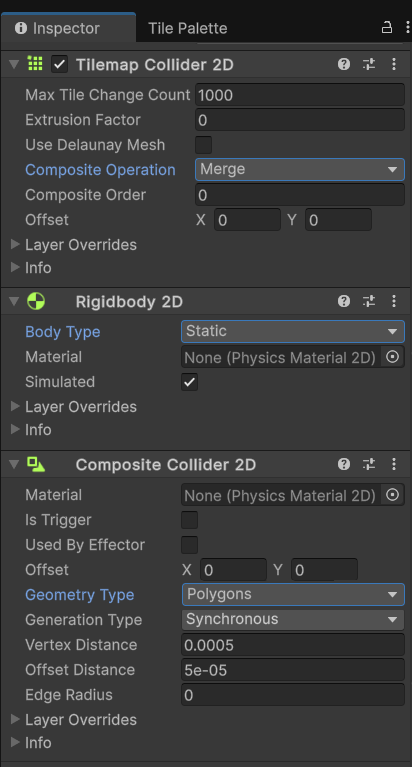 Inspector Tile Palette
Tilemap Collider 2D
Max Tile Change Count 1000
Extrusion Factor 0
Use Delaunay Mesh
Composite Operation Merge
Composite Order 0
Offset X 0 Y 0
Layer Overrides
Info
Rigidbody 2D
Body Type Static
Material None (Physics Material 2D)
Simulated
Layer Overrides
Info
Composite Collider 2D
Material None (Physics Material 2D)
Is Trigger
Used By Effector
Offset X 0 Y 0
Geometry Type Polygons
Generation Type Synchronous
Vertex Distance 0.0005
Offset Distance 5e-05
Edge Radius 0
Layer Overrides
Info